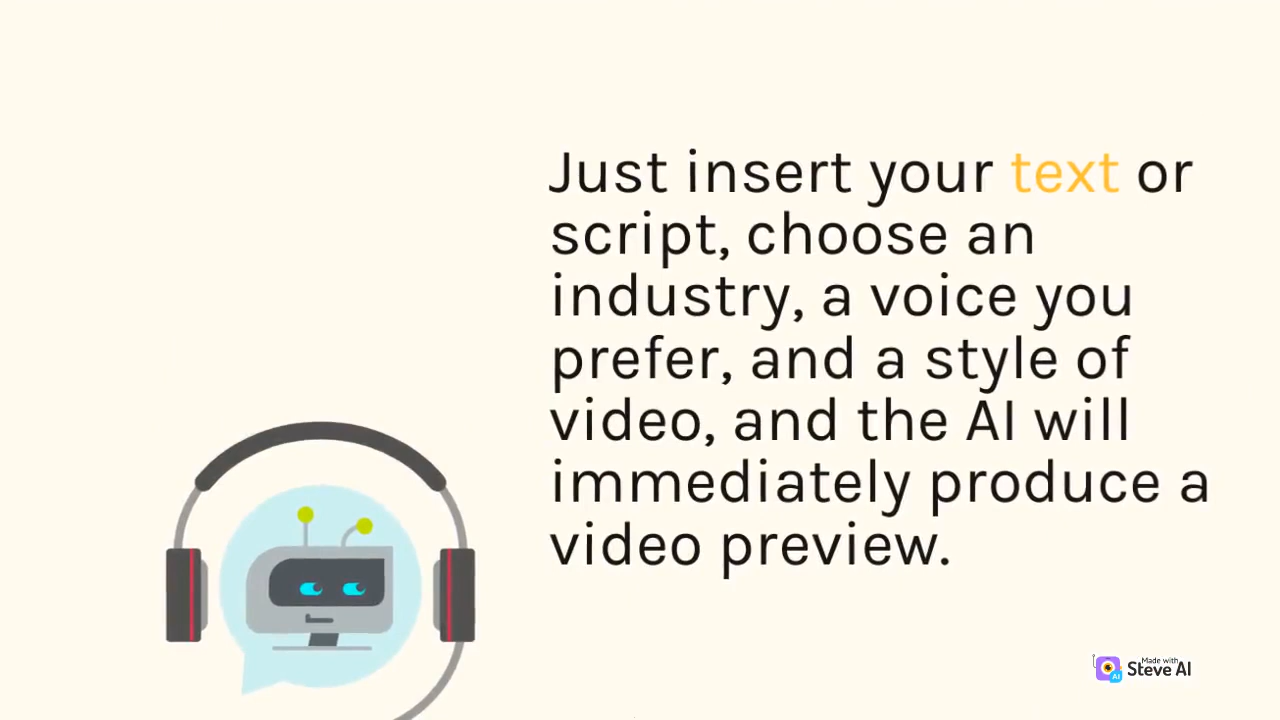 Just insert your text or
script, choose an
industry, a voice you
prefer, and a style of
video, and the AI will
immediately produce a
video preview.
Made with
Steve AI
AI